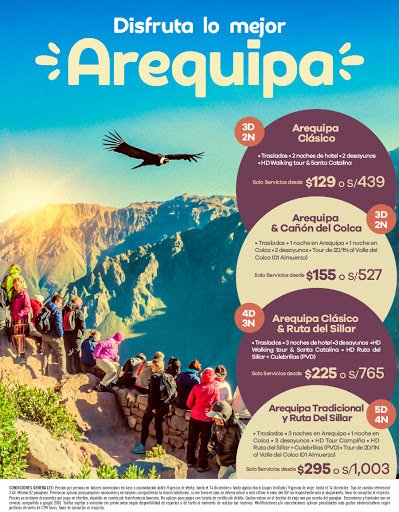 Disfruta lo mejor
Arequipa
3D
2N
Arequipa
Clásico
• Traslados • 2 noches de hotel • 2 desayunos
• HD Walking tour & Santa Catalina
Solo Servicios desde $129 o S/439
3D
2N
Arequipa
& Cañón del Colca
• Traslados • 1 noche en Arequipa • 1 noche en
Colca • 2 desayunos • Tour de 2D/1N al Valle del
Colca (01 Almuerzo)
Solo Servicios desde $155 o S/527
4D
3N
Arequipa Clásico
& Ruta del Sillar
• Traslados • 3 noches de hotel • 3 desayunos • HD
Walking tour & Santa Catalina • HD Ruta del
Sillar + Culebrillas (PVD)
Solo Servicios desde $225 o S/765
5D
4N
Arequipa Tradicional
y Ruta Del Sillar
• Traslados • 3 noches en Arequipa • 1 noche en
Colca • 3 desayunos • HD Tour Campiña • HD
Ruta del Sillar + Culebrillas (PVD) • Tour de 2D/1N
al Valle del Colca (01 Almuerzo)
Solo Servicios desde $295 o S/1,003
CONDICIONES GENERALES: